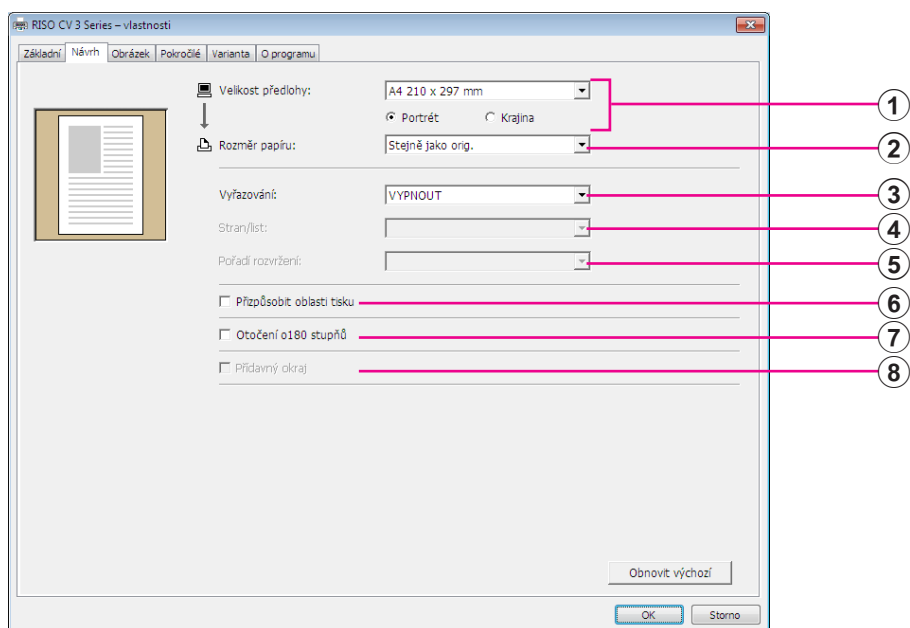 RISO CV 3 Series – vlastnosti
Základní Návrh Obrázek Pokročilé Varianta O programu
Velikost předlohy: A4 210 x 297 mm
1
Portrét Krajina
Rozměr papíru: Stejně jako orig.
2
Vyřazování: VYPNOUT
3
Stran/list:
4
Pořadí rozvržení:
5
Přizpůsobit oblasti tisku
6
Otočení o180 stupňů
7
Přídavný okraj
8
Obnovit výchozí
OK Storno